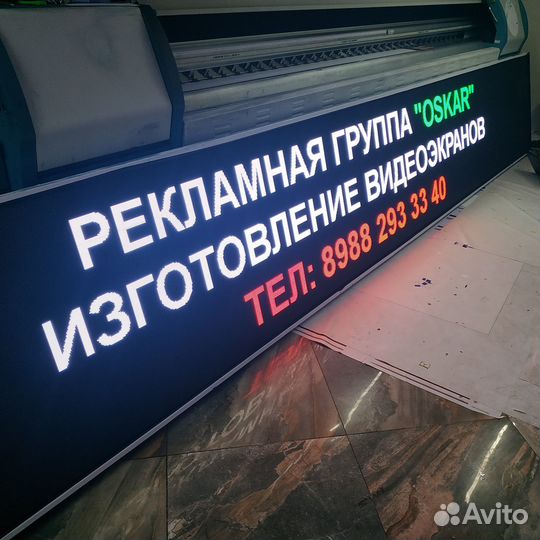 РЕКЛАМНАЯ ГРУППА "OSKAR"
ИЗГОТОВЛЕНИЕ ВИДЕОЭКРАНОВ
ТЕЛ: 8988 293 33 40
Avito